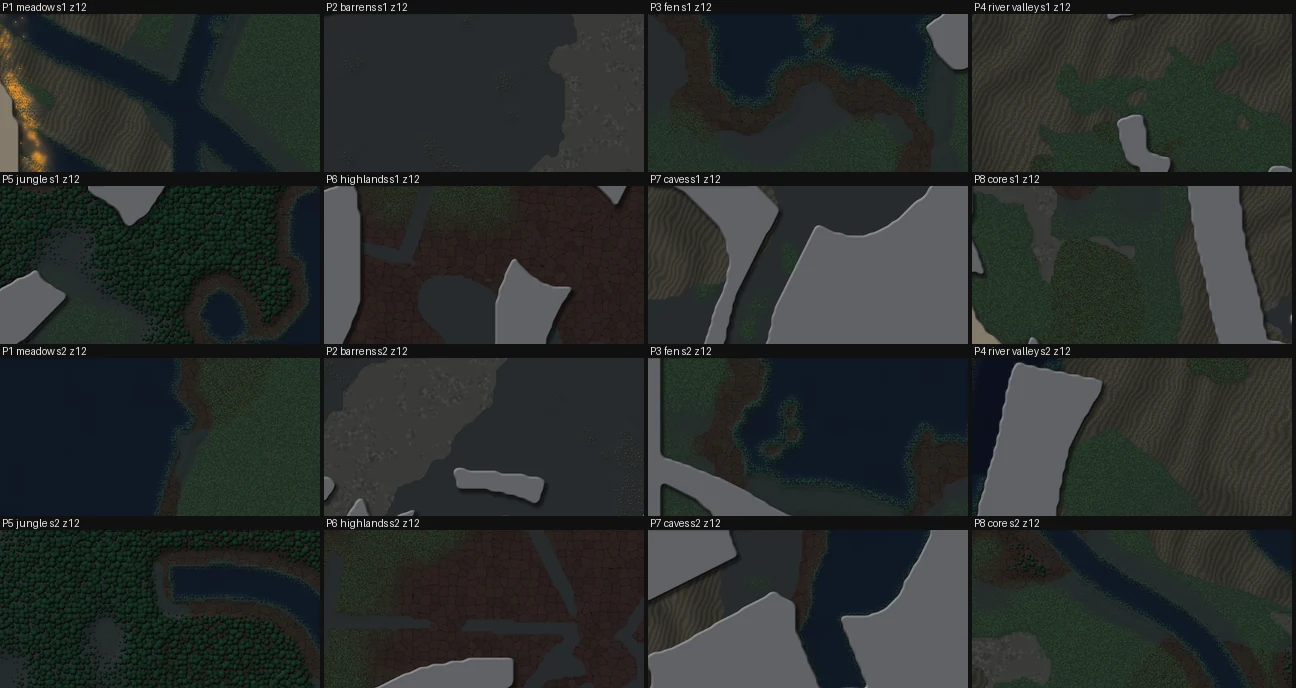 P1 meadow s1 z12
P2 barrens s1 z12
P3 fen s1 z12
P4 river valley s1 z12
P5 jungle s1 z12
P6 highlands s1 z12
P7 caves s1 z12
P8 core s1 z12
P1 meadow s2 z12
P2 barrens s2 z12
P3 fen s2 z12
P4 river valley s2 z12
P5 jungle s2 z12
P6 highlands s2 z12
P7 caves s2 z12
P8 core s2 z12